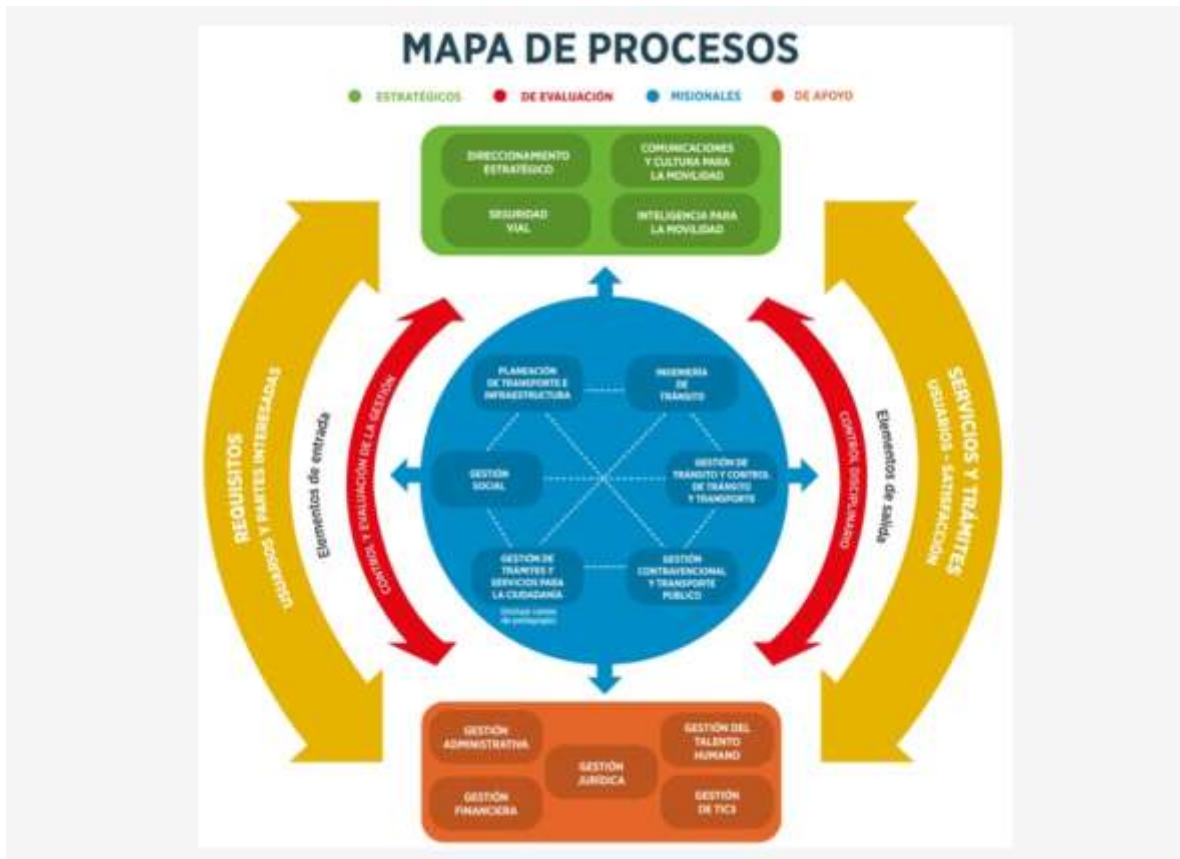 MAPA DE PROCESOS
ESTRATÉGICOS
DE EVALUACIÓN
MISIONALES
DE APOYO
DIRECCIONAMIENTO
ESTRATÉGICO
COMUNICACIONES
Y CULTURA PARA
LA MOVILIDAD
SEGURIDAD
VIAL
INTELIGENCIA PARA
LA MOVILIDAD
REQUISITOS
USUARIOS Y PARTES INTERESADAS
Elementos de entrada
CONTROL Y EVALUACIÓN DE LA GESTIÓN
PLANEACIÓN
DE TRANSPORTE E
INFRAESTRUCTURA
INGENIERÍA
DE
TRÁNSITO
GESTIÓN
SOCIAL
GESTIÓN DE
TRÁNSITO Y CONTROL
DE TRÁNSITO
Y TRANSPORTE
GESTIÓN DE
TRÁMITES Y
SERVICIOS PARA
LA CIUDADANÍA
de pedagogía)
GESTIÓN
CONTRAVENCIONAL
Y TRANSPORTE
PÚBLICO
CONTROL DISCIPLINARIO
Elementos de salida
SERVICIOS Y TRÁMITES
USUARIOS - SATISFACCIÓN
GESTIÓN
ADMINISTRATIVA
GESTIÓN
FINANCIERA
GESTIÓN
JURÍDICA
GESTIÓN DEL
TALENTO
HUMANO
GESTIÓN
DE TICS